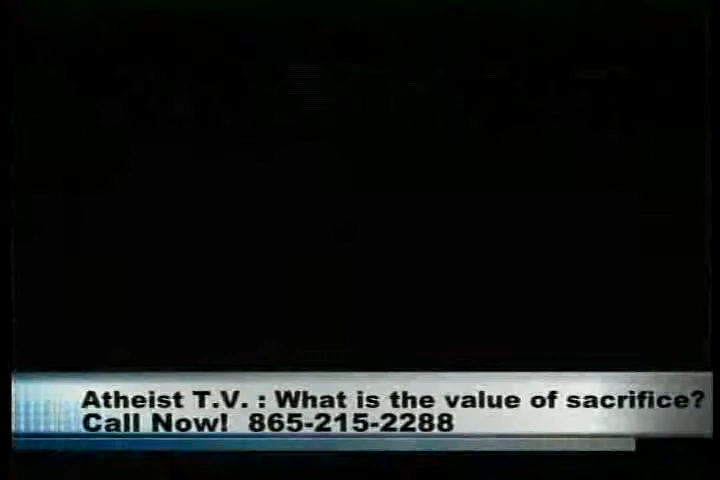 Atheist T.V. : What is the value of sacrifice?
Call Now!  865-215-2288